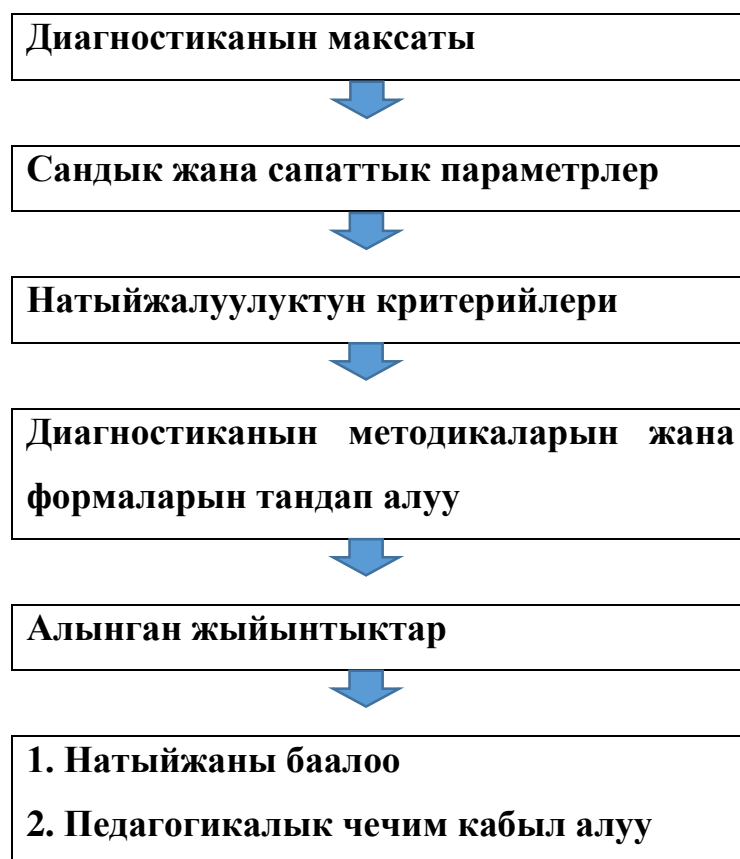 Диагностиканын максаты
Сандык жана сапаттык параметрлер
Натыйжалуулуктун критерийлери
Диагностиканын методикаларын жана
формаларын тандап алуу
Алынган жыйынтыктар
1. Натыйжаны баалоо
2. Педагогикалык чечим кабыл алуу